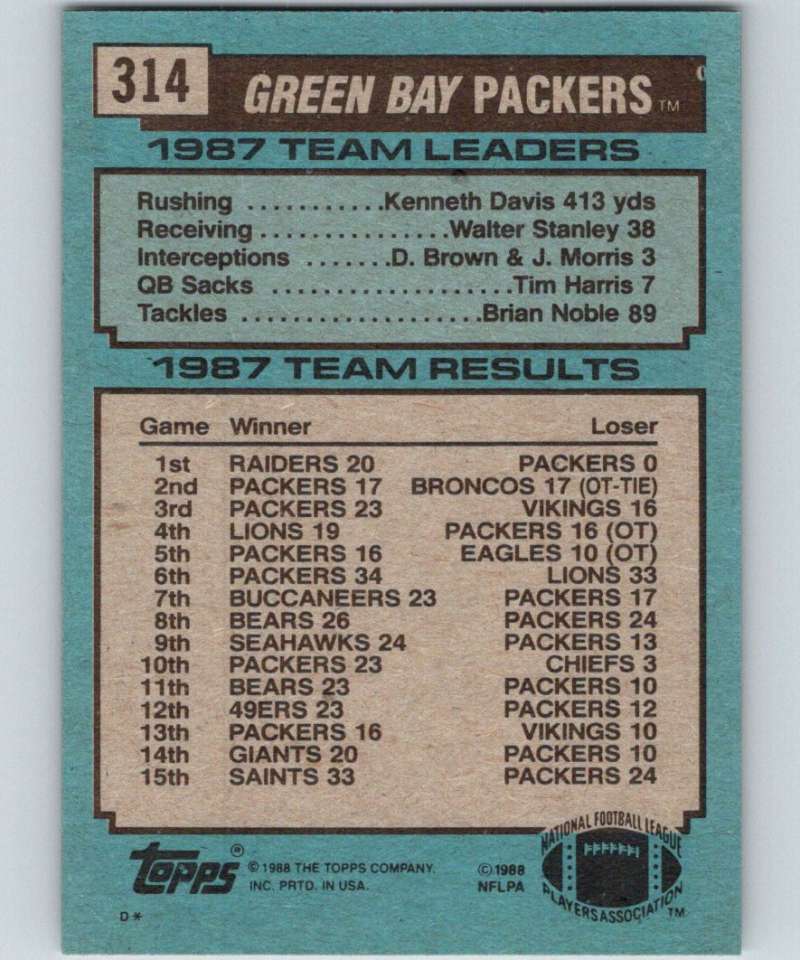 314
GREEN BAY PACKERS™
1987 TEAM LEADERS
Rushing ...........Kenneth Davis 413 yds
Receiving...............Walter Stanley 38
Interceptions .......D. Brown & J. Morris 3
QB Sacks ...................Tim Harris 7
Tackles ...................Brian Noble 89
1987 TEAM RESULTS
Game Winner Loser
1st RAIDERS 20 PACKERS 0
2nd PACKERS 17 BRONCOS 17 (OT-TIE)
3rd PACKERS 23 VIKINGS 16
4th LIONS 19 PACKERS 16 (OT)
5th PACKERS 16 EAGLES 10 (OT)
6th PACKERS 34 LIONS 33
7th BUCCANEERS 23 PACKERS 17
8th BEARS 26 PACKERS 24
9th SEAHAWKS 24 PACKERS 13
10th PACKERS 23 CHIEFS 3
11th BEARS 23 PACKERS 10
12th 49ERS 23 PACKERS 12
13th PACKERS 16 VIKINGS 10
14th GIANTS 20 PACKERS 10
15th SAINTS 33 PACKERS 24
TOPPS® © 1988 THE TOPPS COMPANY.
INC. PRTD. IN USA.
© 1988
NFLPA
NATIONAL FOOTBALL LEAGUE
PLAYERS ASSOCIATION™
D*